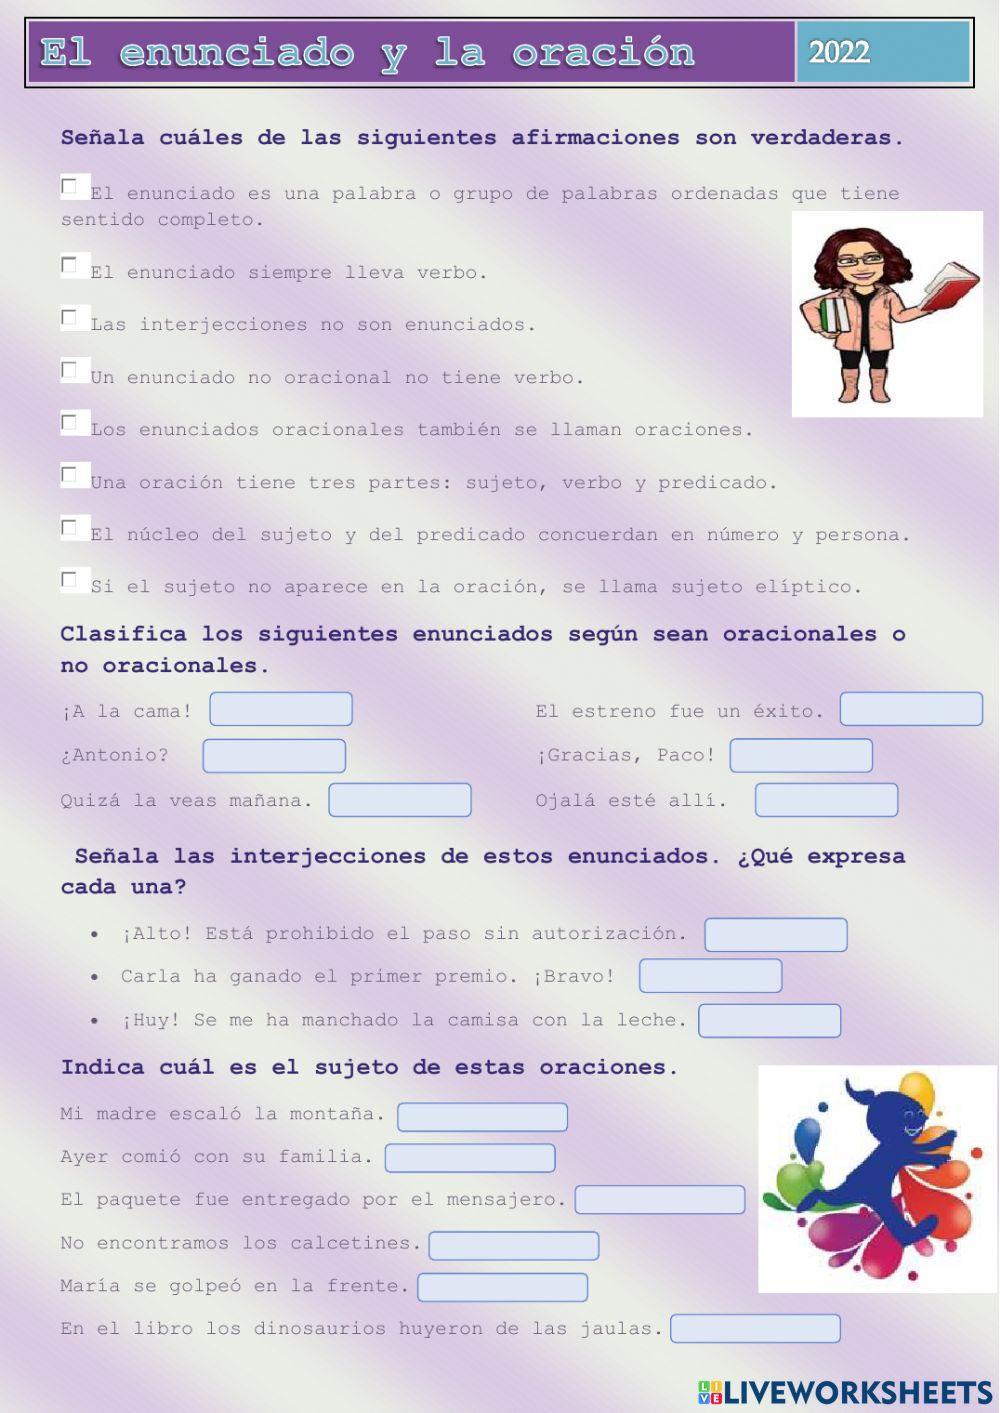 El enunciado y la oración
2022
Señala cuáles de las siguientes afirmaciones son verdaderas.
El enunciado es una palabra o grupo de palabras ordenadas que tiene
sentido completo.
El enunciado siempre lleva verbo.
Las interjecciones no son enunciados.
Un enunciado no oracional no tiene verbo.
Los enunciados oracionales también se llaman oraciones.
Una oración tiene tres partes: sujeto, verbo y predicado.
El núcleo del sujeto y del predicado concuerdan en número y persona.
Si el sujeto no aparece en la oración, se llama sujeto elíptico.
Clasifica los siguientes enunciados según sean oracionales o
no oracionales.
¡A la cama! El estreno fue un éxito.
¿Antonio? ¡Gracias, Paco!
Quizá la veas mañana. Ojalá esté allí.
Señala las interjecciones de estos enunciados. ¿Qué expresa
cada una?
• ¡Alto! Está prohibido el paso sin autorización.
• Carla ha ganado el primer premio. ¡Bravo!
• ¡Huy! Se me ha manchado la camisa con la leche.
Indica cuál es el sujeto de estas oraciones.
Mi madre escaló la montaña.
Ayer comió con su familia.
El paquete fue entregado por el mensajero.
No encontramos los calcetines.
María se golpeó en la frente.
En el libro los dinosaurios huyeron de las jaulas.
LIVE LIVEWORKSHEETS